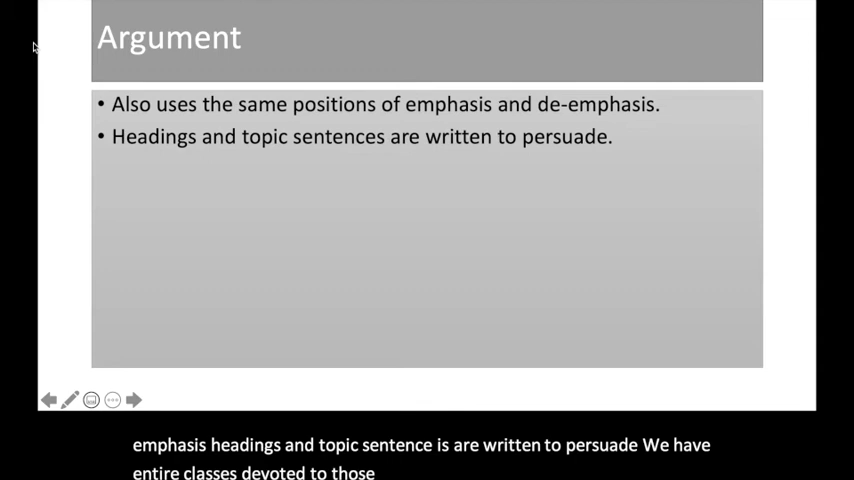 Argument
• Also uses the same positions of emphasis and de-emphasis.
• Headings and topic sentences are written to persuade.
emphasis headings and topic sentence is are written to persuade We have
entire classes devoted to those